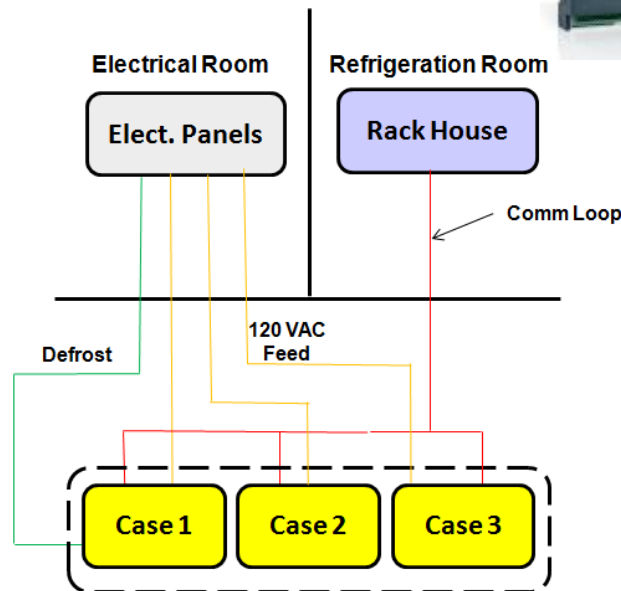 Electrical Room
Refrigeration Room
Elect. Panels
Rack House
Comm Loop
120 VAC
Feed
Defrost
Case 1
Case 2
Case 3